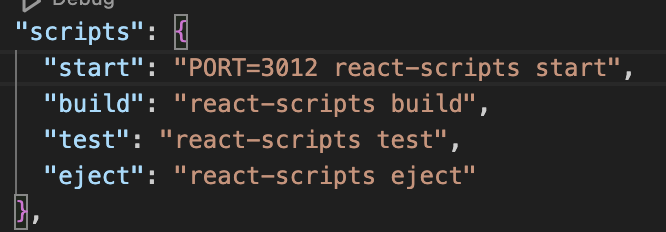 Debug
"scripts": {
"start": "PORT=3012 react-scripts start",
"build": "react-scripts build",
"test": "react-scripts test",
"eject": "react-scripts eject"
},